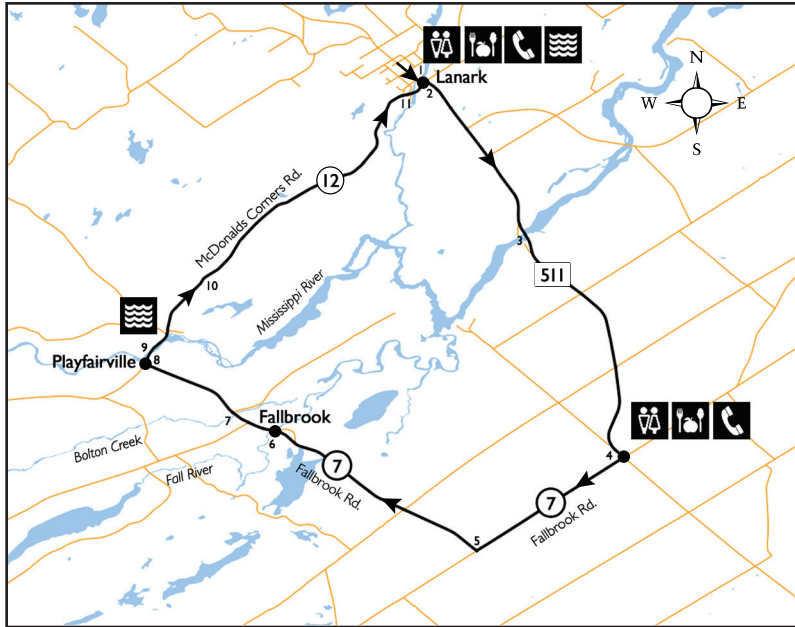 1
Lanark
2
11
N
W E
S
12
McDonalds Corners Rd.
3
511
10
Mississippi River
9
Playfairville 8
7
Fallbrook
6
Bolton Creek
Fall River
7
Fallbrook Rd.
4
7
Fallbrook Rd.
5